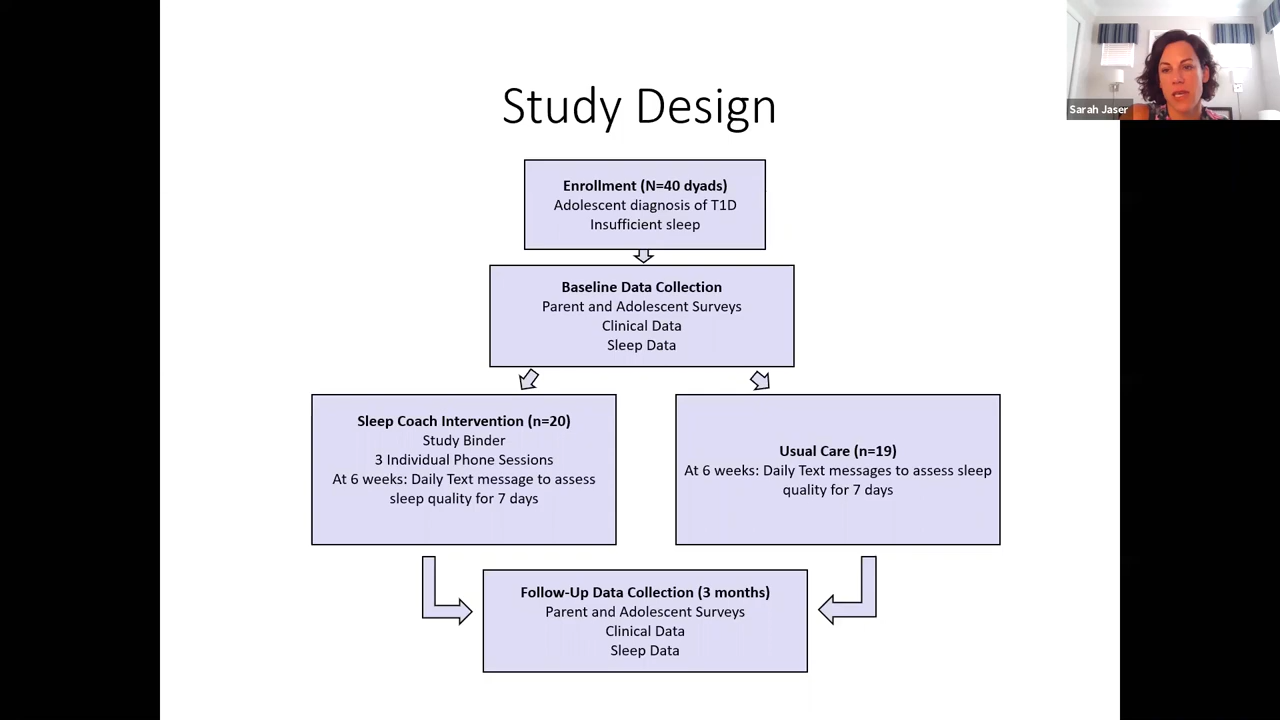 Sarah Jaser
Study Design
Enrollment (N=40 dyads)
Adolescent diagnosis of T1D
Insufficient sleep
Baseline Data Collection
Parent and Adolescent Surveys
Clinical Data
Sleep Data
Sleep Coach Intervention (n=20)
Study Binder
3 Individual Phone Sessions
At 6 weeks: Daily Text message to assess
sleep quality for 7 days
Usual Care (n=19)
At 6 weeks: Daily Text messages to assess sleep
quality for 7 days
Follow-Up Data Collection (3 months)
Parent and Adolescent Surveys
Clinical Data
Sleep Data